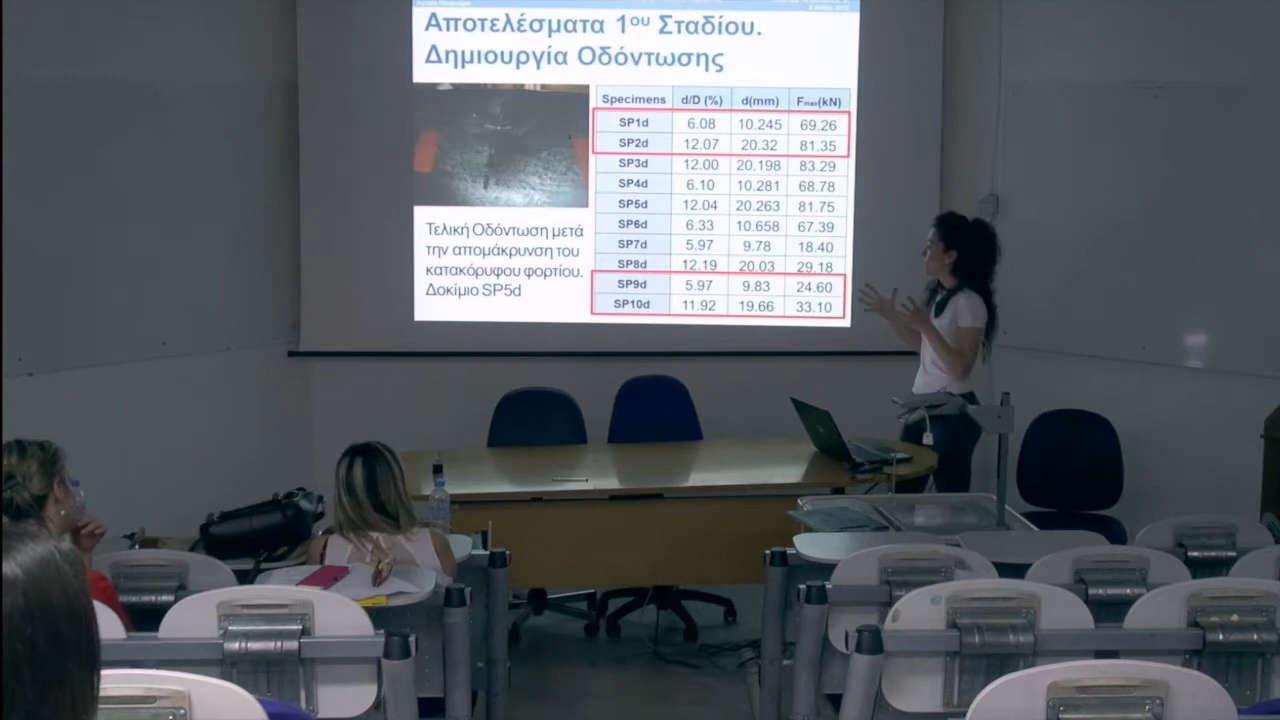 Αποτελέσματα 1ου Σταδίου.
Δημιουργία Οδόντωσης
Specimens d/D (%) d(mm) Fmax(kN)
SP1d 6.08 10.245 69.26
SP2d 12.07 20.32 81.35
SP3d 12.00 20.198 83.29
SP4d 6.10 10.281 68.78
SP5d 12.04 20.263 81.75
SP6d 6.33 10.658 67.39
SP7d 5.97 9.78 18.40
SP8d 12.19 20.03 29.18
SP9d 5.97 9.83 24.60
SP10d 11.92 19.66 33.10
Τελική Οδόντωση μετά
την απομάκρυνση του
κατακόρυφου φορτίου.
Δοκίμιο SP5d